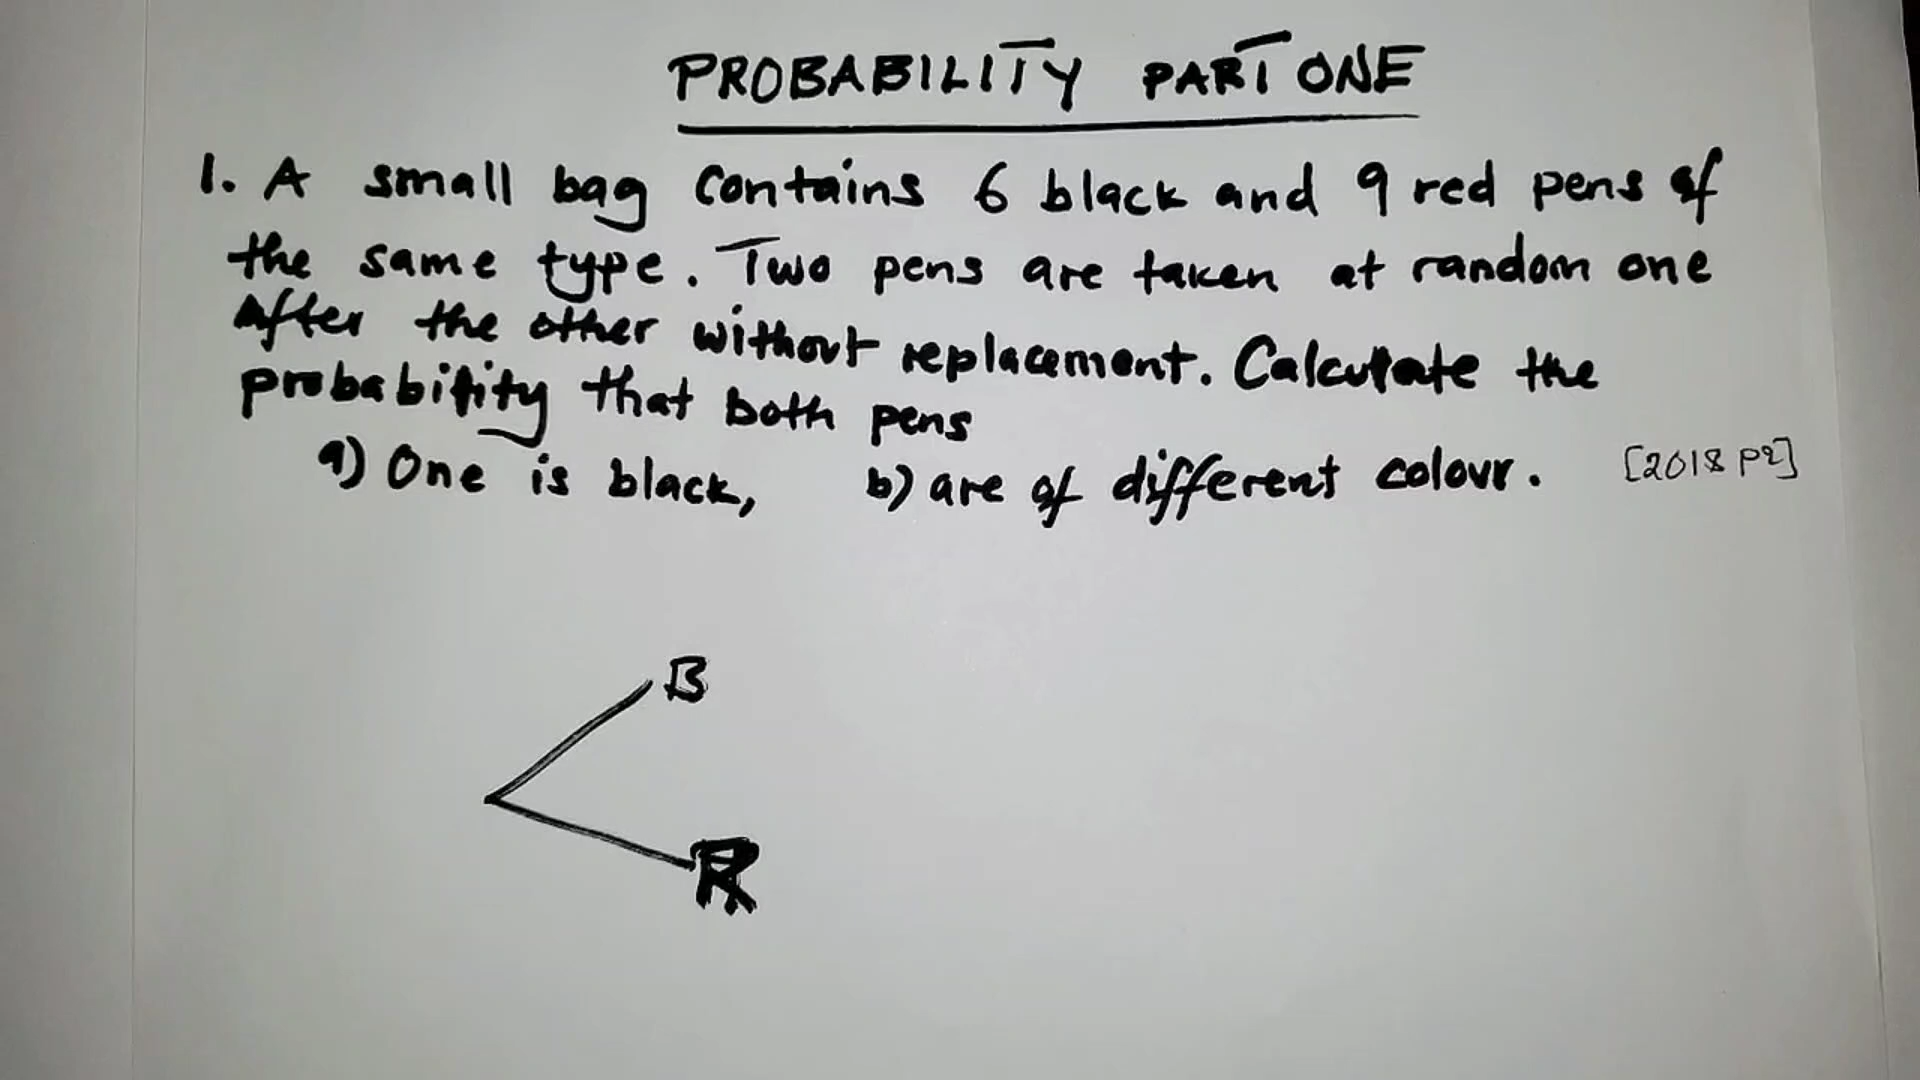 PROBABILITY PART ONE
1. A small bag contains 6 black and 9 red pens of
the same type. Two pens are taken at random one
after the other without replacement. Calculate the
probability that both pens
a) One is black, b) are of different colour. [2018 P2]
B
R